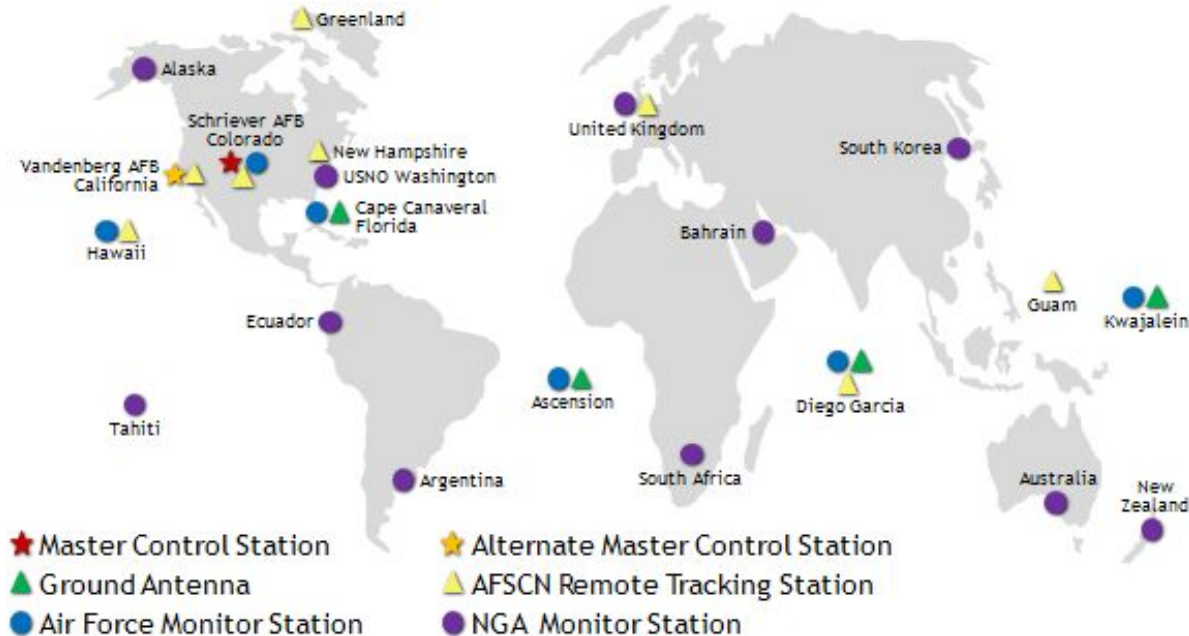 Greenland
Alaska
Schriever AFB
Colorado
United Kingdom
New Hampshire
South Korea
Vandenberg AFB
California
USNO Washington
Cape Canaveral
Florida
Bahrain
Hawaii
Guam
Ecuador
Kwajalein
Ascension
Diego Garcia
Tahiti
South Africa
Argentina
Australia
New
Zealand
Master Control Station
Alternate Master Control Station
Ground Antenna
AFSCN Remote Tracking Station
Air Force Monitor Station
NGA Monitor Station